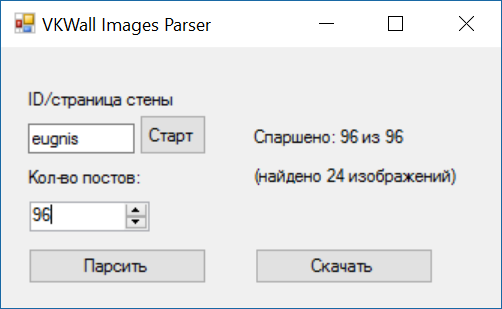 VKWall Images Parser
ID/страница стены
eugnis
Старт
Спаршено: 96 из 96
Кол-во постов:
(найдено 24 изображений)
96
Парсить
Скачать